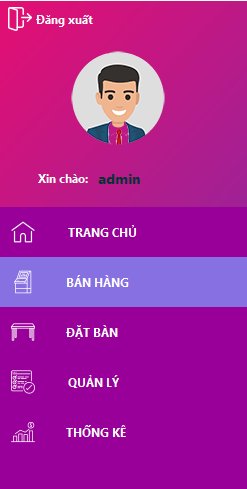 Đăng xuất
Xin chào: admin
TRANG CHỦ
BÁN HÀNG
ĐẶT BÀN
QUẢN LÝ
THỐNG KÊ